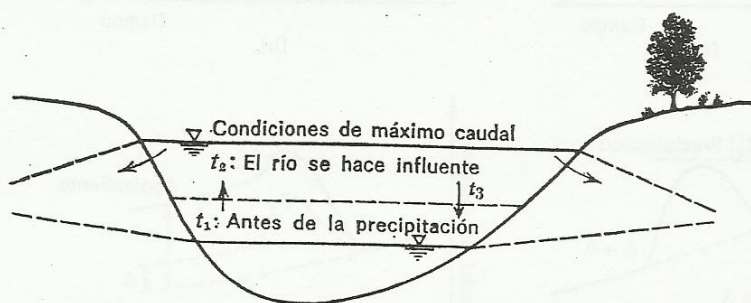 Condiciones de máximo caudal
t₂: El río se hace influente
t₃
t₁: Antes de la precipitación